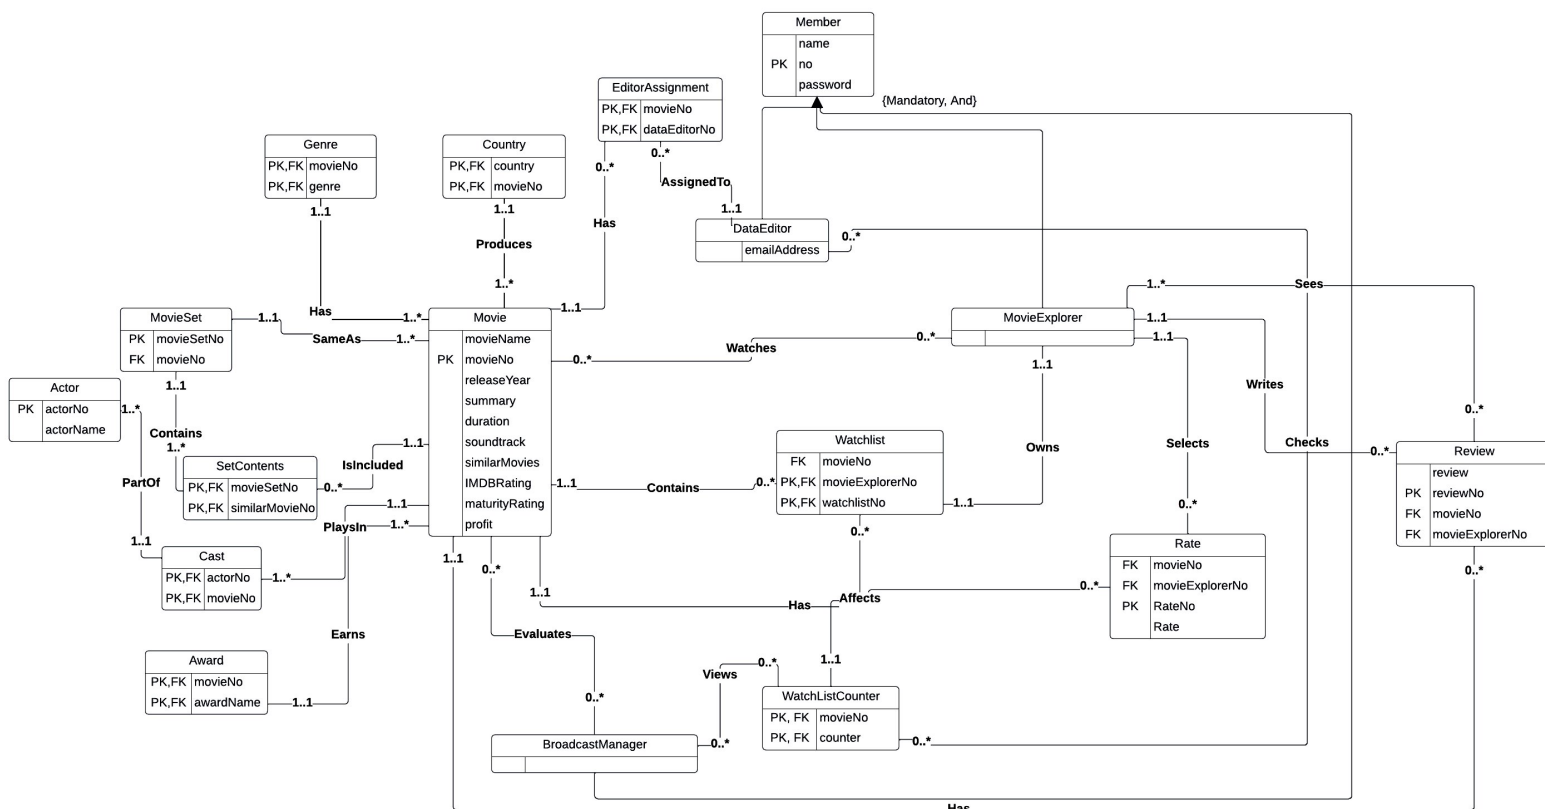 Member
name
PK no
password
{Mandatory, And}
EditorAssignment
PK,FK movieNo
PK,FK dataEditorNo
0..*
0..*
AssignedTo
1..1
Has
1..1
Genre
PK,FK movieNo
PK,FK genre
1..1
Has
1..*
Country
PK,FK country
PK,FK movieNo
1..1
Produces
1..*
DataEditor
emailAddress
0..*
MovieSet
PK movieSetNo
FK movieNo
1..1
SameAs
1..*
1..1
Contains
1..*
Movie
movieName
PK movieNo
releaseYear
summary
duration
soundtrack
similarMovies
IMDBRating
maturityRating
profit
0..*
Watches
0..*
MovieExplorer
1..*
Sees
0..*
1..1
Writes
0..*
1..1
Selects
0..*
1..1
Owns
1..1
Checks
Actor
PK actorNo
actorName
1..*
PartOf
1..1
SetContents
PK,FK movieSetNo
PK,FK similarMovieNo
0..*
IsIncluded
1..1
1..1
PlaysIn
1..*
Cast
PK,FK actorNo
PK,FK movieNo
1..*
Watchlist
FK movieNo
PK,FK movieExplorerNo
PK,FK watchlistNo
1..1
Contains
0..*
0..*
Review
review
PK reviewNo
FK movieNo
FK movieExplorerNo
0..*
Rate
FK movieNo
FK movieExplorerNo
PK RateNo
Rate
0..*
Affects
1..1
Has
1..1
Earns
Award
PK,FK movieNo
PK,FK awardName
1..1
1..1
0..*
Evaluates
0..*
Views
0..*
0..*
WatchListCounter
PK, FK movieNo
PK, FK counter
0..*
BroadcastManager
Has